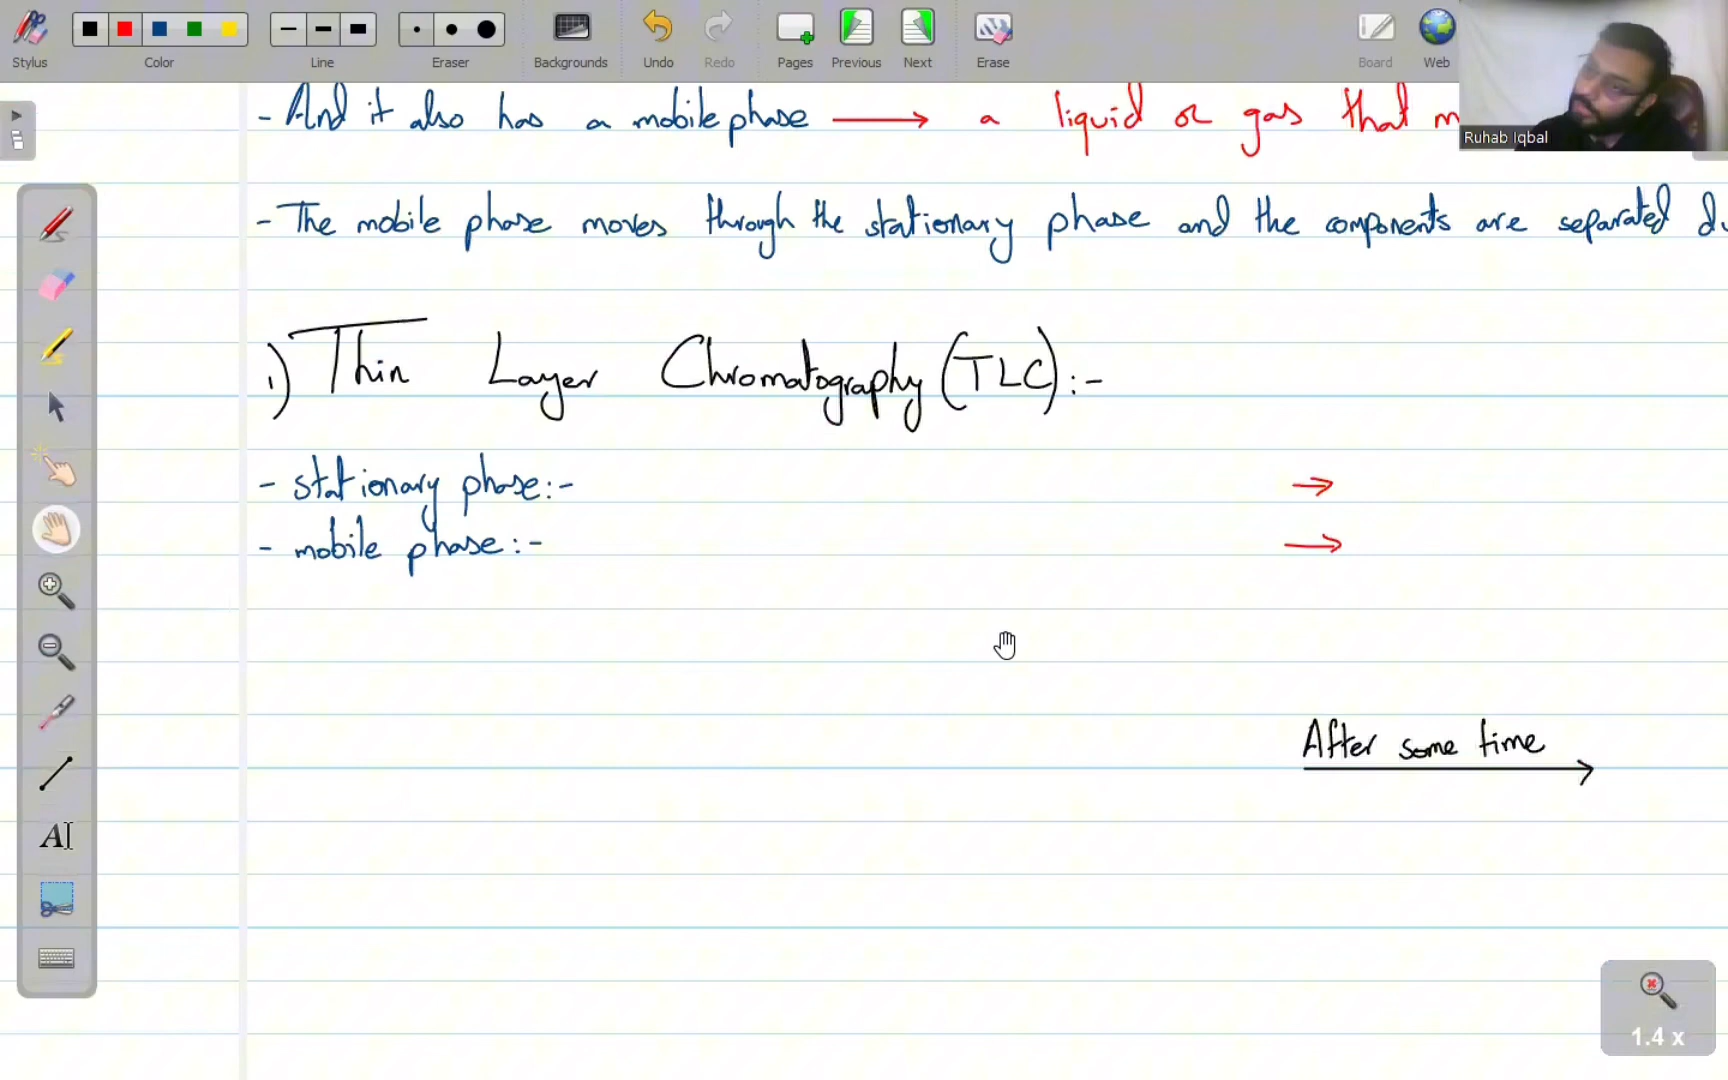 Stylus
Color
Line
Eraser
Backgrounds
Undo
Redo
Pages
Previous
Next
Erase
Board
Web
Ruhab Iqbal
- And it also has a mobile phase → a liquid or gas that m
- The mobile phase moves through the stationary phase and the components are separated du
1) Thin Layer Chromatography (TLC):-
- stationary phase:- →
- mobile phase:- →
After some time
AI
1.4 x